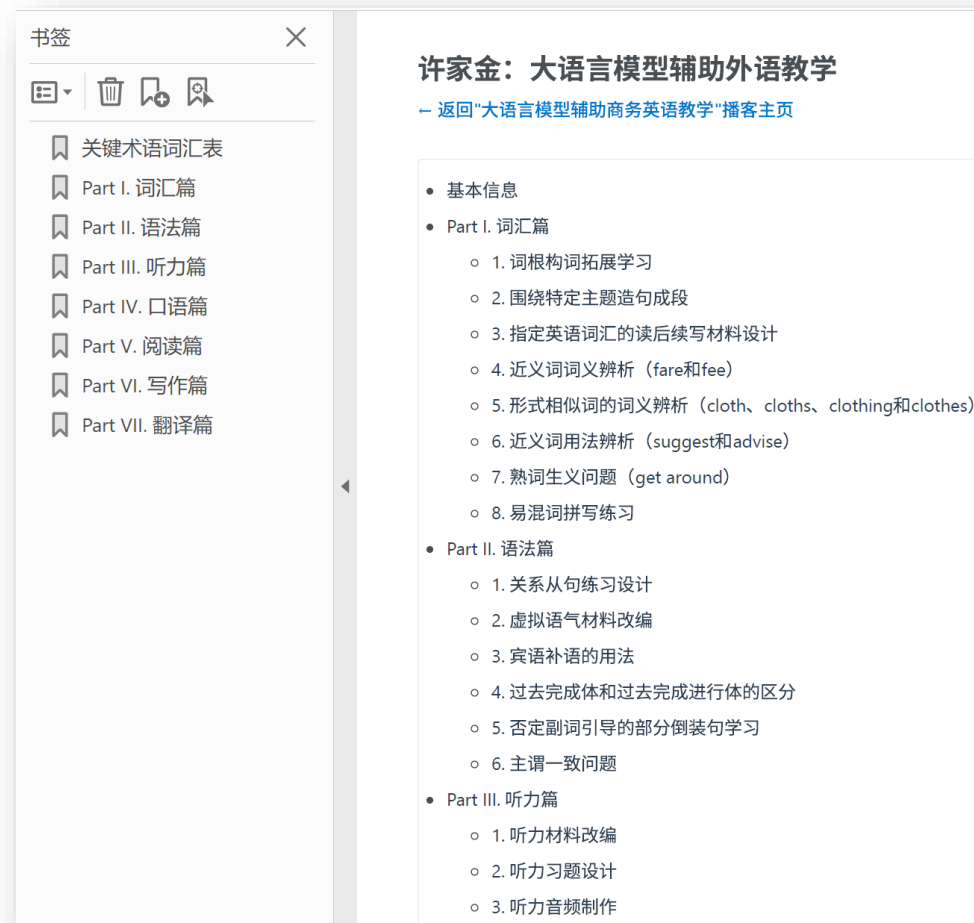 书签
关键术语词汇表
Part I. 词汇篇
Part II. 语法篇
Part III. 听力篇
Part IV. 口语篇
Part V. 阅读篇
Part VI. 写作篇
Part VII. 翻译篇
许家金：大语言模型辅助外语教学
← 返回"大语言模型辅助商务英语教学"播客主页
基本信息
Part I. 词汇篇
1. 词根构词拓展学习
2. 围绕特定主题造句成段
3. 指定英语词汇的读后续写材料设计
4. 近义词词义辨析（fare和fee）
5. 形式相似词的词义辨析（cloth、cloths、clothing和clothes）
6. 近义词用法辨析（suggest和advise）
7. 熟词生义问题（get around）
8. 易混词拼写练习
Part II. 语法篇
1. 关系从句练习设计
2. 虚拟语气材料改编
3. 宾语补语的用法
4. 过去完成体和过去完成进行体的区分
5. 否定副词引导的部分倒装句学习
6. 主谓一致问题
Part III. 听力篇
1. 听力材料改编
2. 听力习题设计
3. 听力音频制作